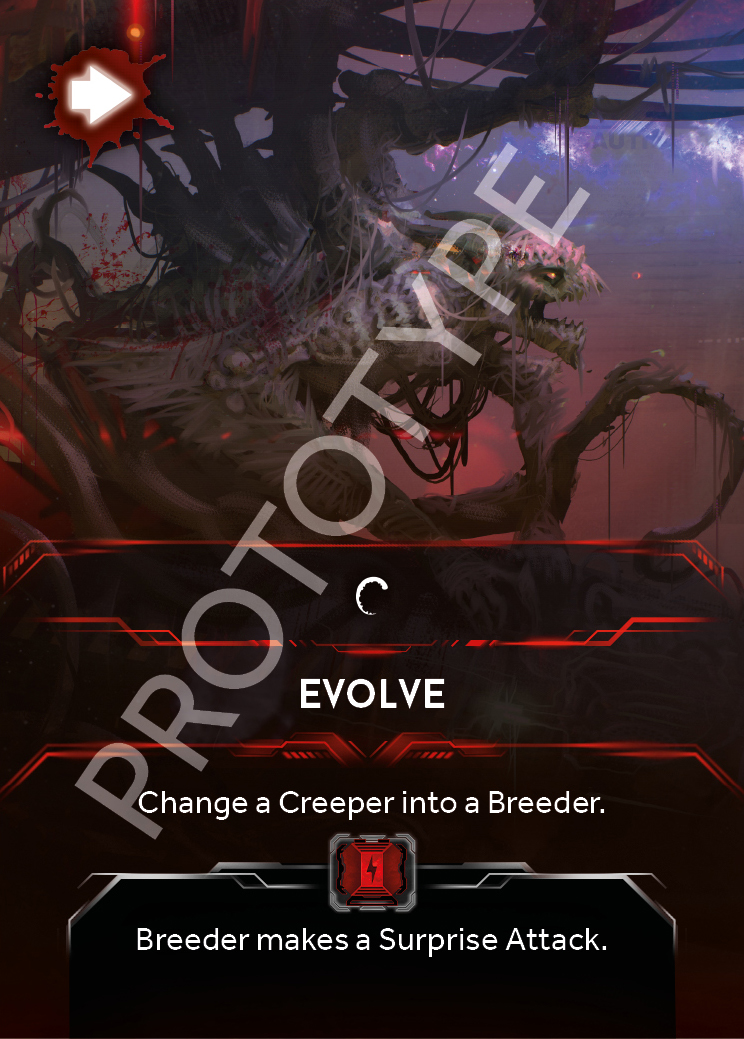 PROTOTYPE
EVOLVE
Change a Creeper into a Breeder.
Breeder makes a Surprise Attack.